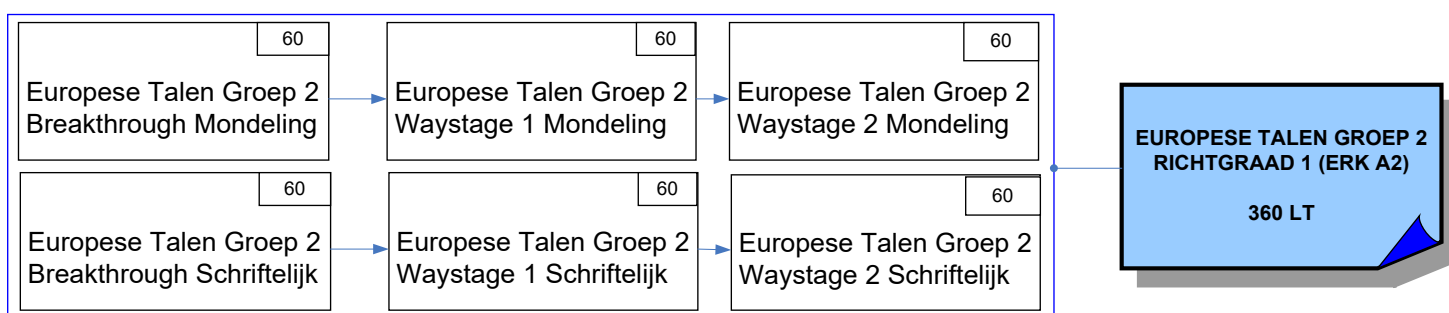 60
Europese Talen Groep 2
Breakthrough Mondeling
60
Europese Talen Groep 2
Waystage 1 Mondeling
60
Europese Talen Groep 2
Waystage 2 Mondeling
60
Europese Talen Groep 2
Breakthrough Schriftelijk
60
Europese Talen Groep 2
Waystage 1 Schriftelijk
60
Europese Talen Groep 2
Waystage 2 Schriftelijk
EUROPESE TALEN GROEP 2
RICHTGRAAD 1 (ERK A2)
360 LT